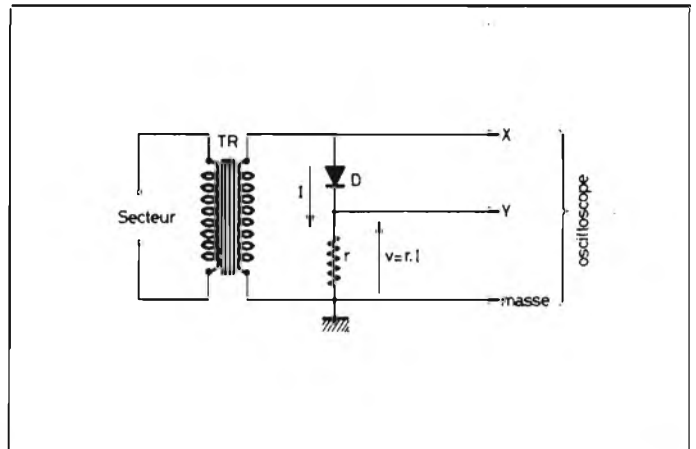 TR
X
I
D
Secteur
Y
r
v=r.I
masse
oscilloscope